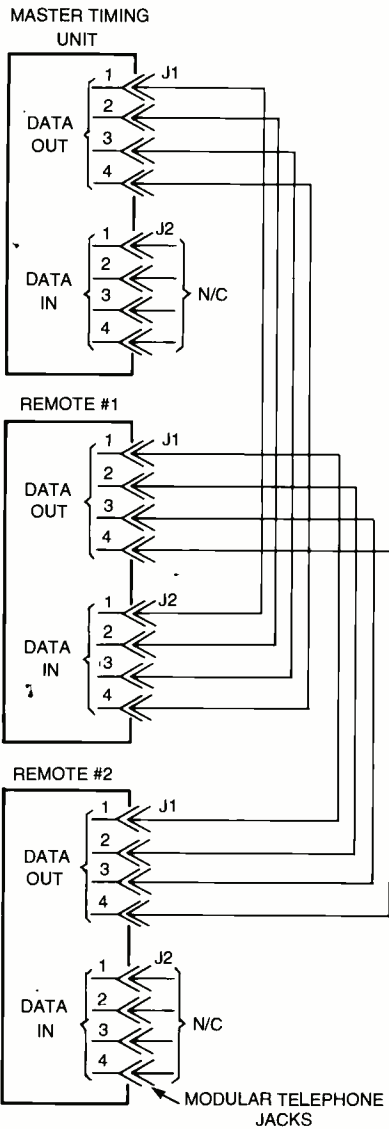 MASTER TIMING
UNIT
1 J1
2
DATA
OUT
3
4
1 J2
2
DATA
IN
N/C
3
4
REMOTE #1
1 J1
2
DATA
OUT
3
4
1 J2
2
DATA
IN
3
4
REMOTE #2
1 J1
2
DATA
OUT
3
4
1 J2
2
DATA
IN
N/C
3
4
MODULAR TELEPHONE
JACKS